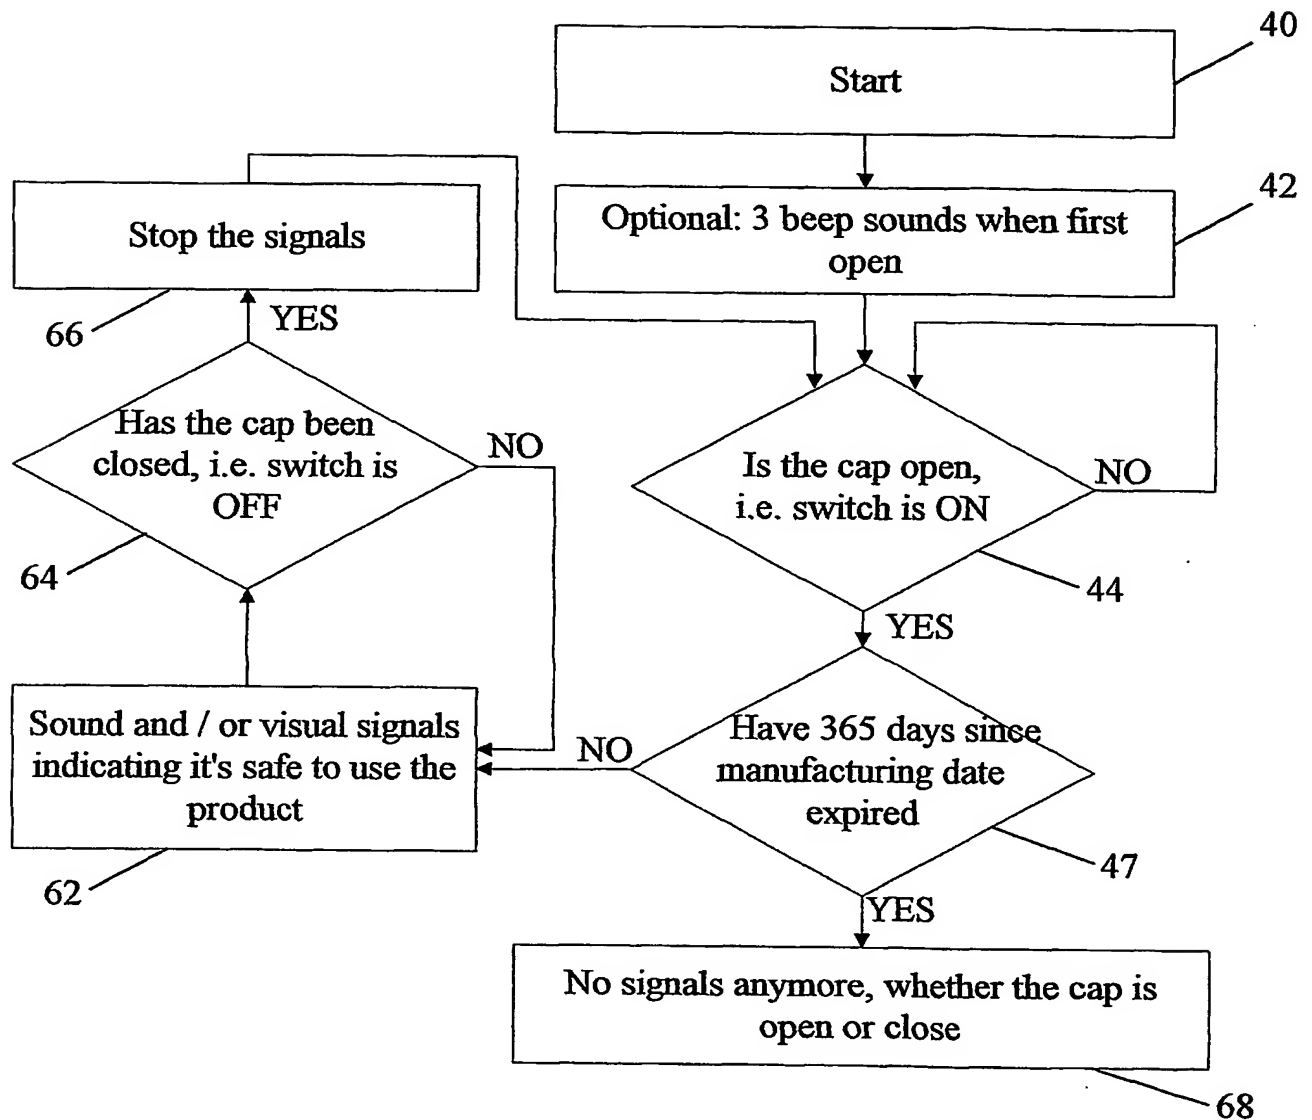 40
Start
42
Optional: 3 beep sounds when first
open
Stop the signals
66
YES
Has the cap been
closed, i.e. switch is
OFF
NO
64
Is the cap open,
i.e. switch is ON
NO
44
YES
Sound and / or visual signals
indicating it's safe to use the
product
62
NO
Have 365 days since
manufacturing date
expired
47
YES
No signals anymore, whether the cap is
open or close
68